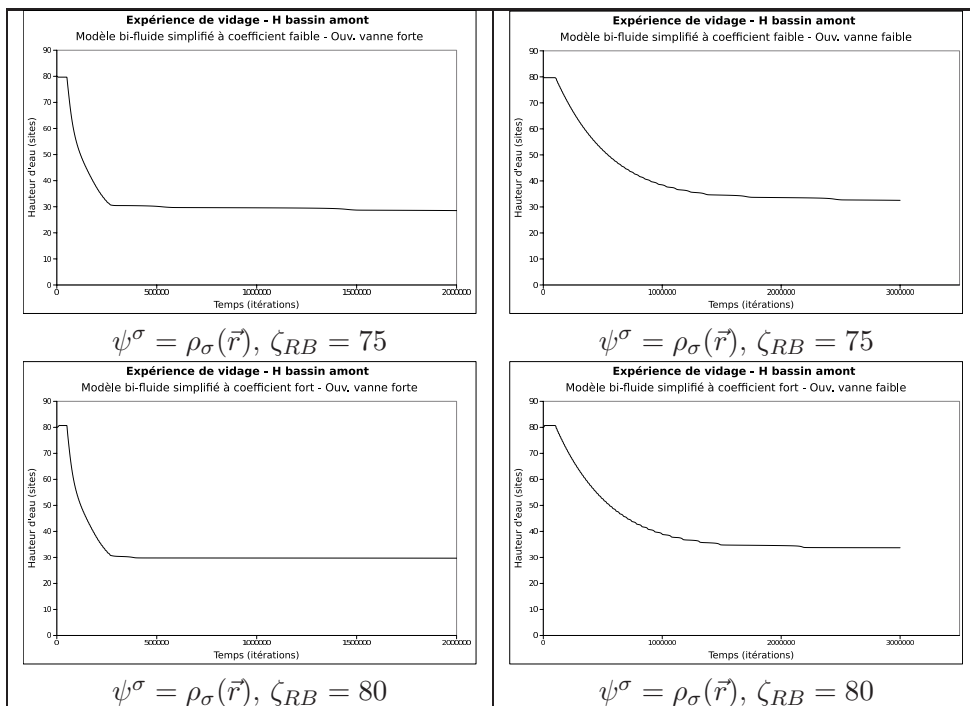 Expérience de vidage - H bassin amont
Modèle bi-fluide simplifié à coefficient faible - Ouv. vanne forte
Hauteur d'eau (sites)
90
80
70
60
50
40
30
20
10
0
0 500000 1000000 1500000 2000000
Temps (itérations)
ψ^σ = ρ_σ(r⃗), ζ_RB = 75
Expérience de vidage - H bassin amont
Modèle bi-fluide simplifié à coefficient faible - Ouv. vanne faible
Hauteur d'eau (sites)
90
80
70
60
50
40
30
20
10
0
0 1000000 2000000 3000000
Temps (itérations)
ψ^σ = ρ_σ(r⃗), ζ_RB = 75
Expérience de vidage - H bassin amont
Modèle bi-fluide simplifié à coefficient fort - Ouv. vanne forte
Hauteur d'eau (sites)
90
80
70
60
50
40
30
20
10
0
0 500000 1000000 1500000 2000000
Temps (itérations)
ψ^σ = ρ_σ(r⃗), ζ_RB = 80
Expérience de vidage - H bassin amont
Modèle bi-fluide simplifié à coefficient fort - Ouv. vanne faible
Hauteur d'eau (sites)
90
80
70
60
50
40
30
20
10
0
0 1000000 2000000 3000000
Temps (itérations)
ψ^σ = ρ_σ(r⃗), ζ_RB = 80